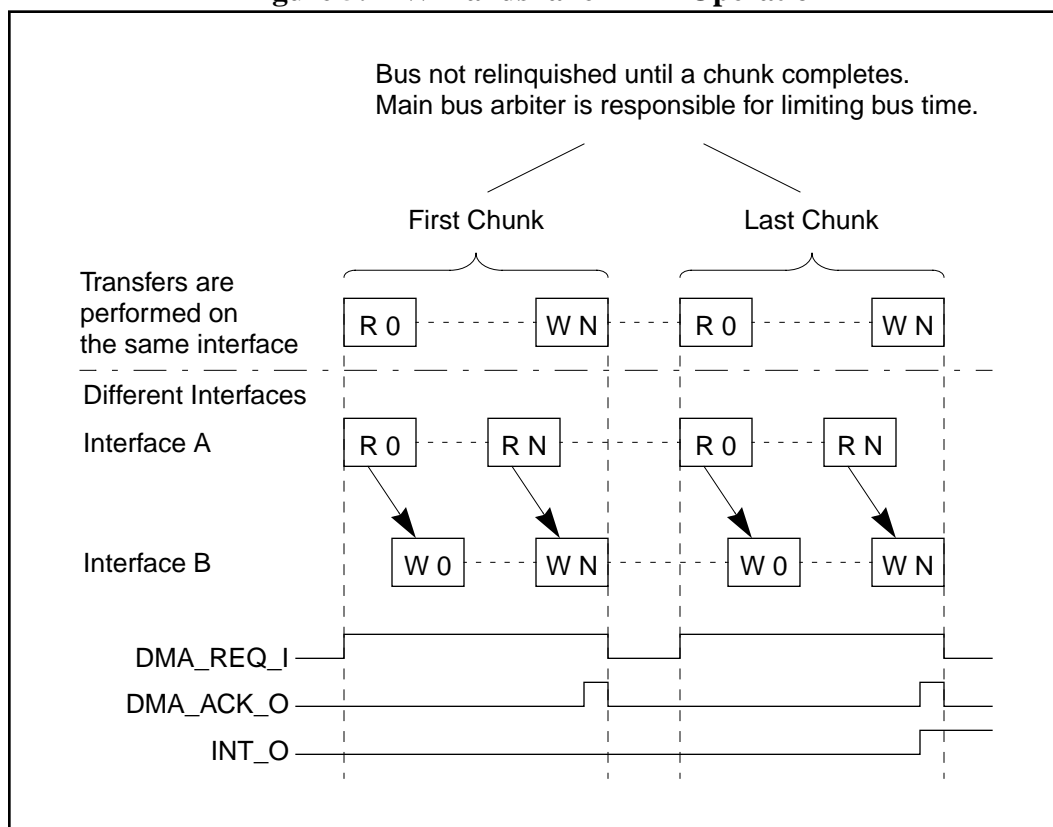 Bus not relinquished until a chunk completes.
Main bus arbiter is responsible for limiting bus time.
First Chunk
Last Chunk
Transfers are
performed on
the same interface
R 0
W N
R 0
W N
Different Interfaces
Interface A
R 0
R N
R 0
R N
Interface B
W 0
W N
W 0
W N
DMA_REQ_I
DMA_ACK_O
INT_O